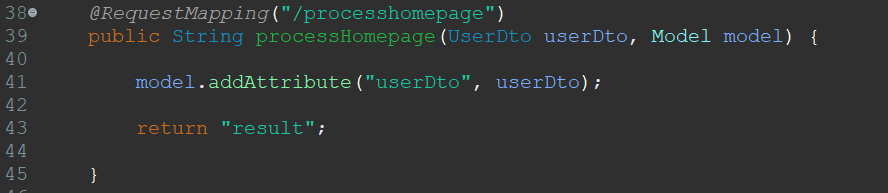 38 @RequestMapping("/processhomepage")
39 public String processHomepage(UserDto userDto, Model model) {
40
41 model.addAttribute("userDto", userDto);
42
43 return "result";
44
45 }